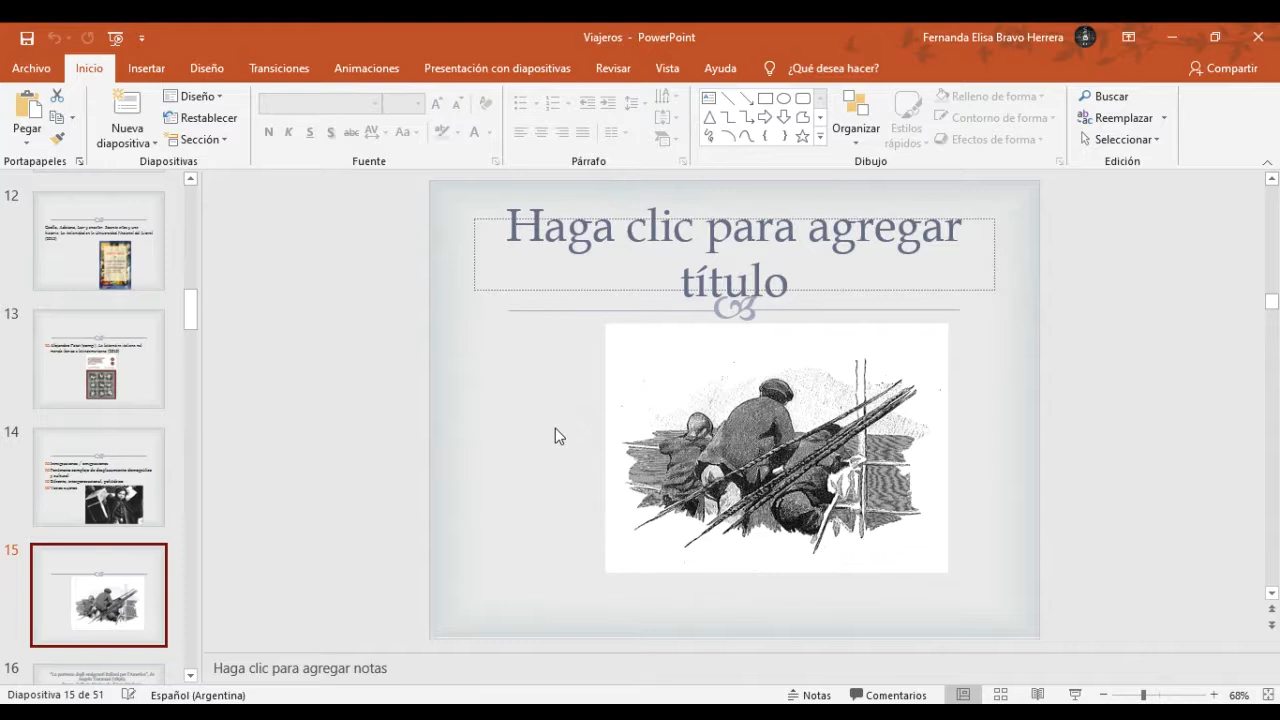 Viajeros - PowerPoint
Fernanda Elisa Bravo Herrera
Archivo Inicio Insertar Diseño Transiciones Animaciones Presentación con diapositivas Revisar Vista Ayuda ¿Qué desea hacer? Compartir
Pegar
Nueva diapositiva
Diseño
Restablecer
Sección
N K S S abc AV Aa A
Organizar
Estilos rápidos
Relleno de forma
Contorno de forma
Efectos de forma
Buscar
Reemplazar
Seleccionar
Portapapeles Diapositivas Fuente Párrafo Dibujo Edición
12
13
14
15
16
Haga clic para agregar
título
Haga clic para agregar notas
Diapositiva 15 de 51 Español (Argentina) Notas Comentarios 68%